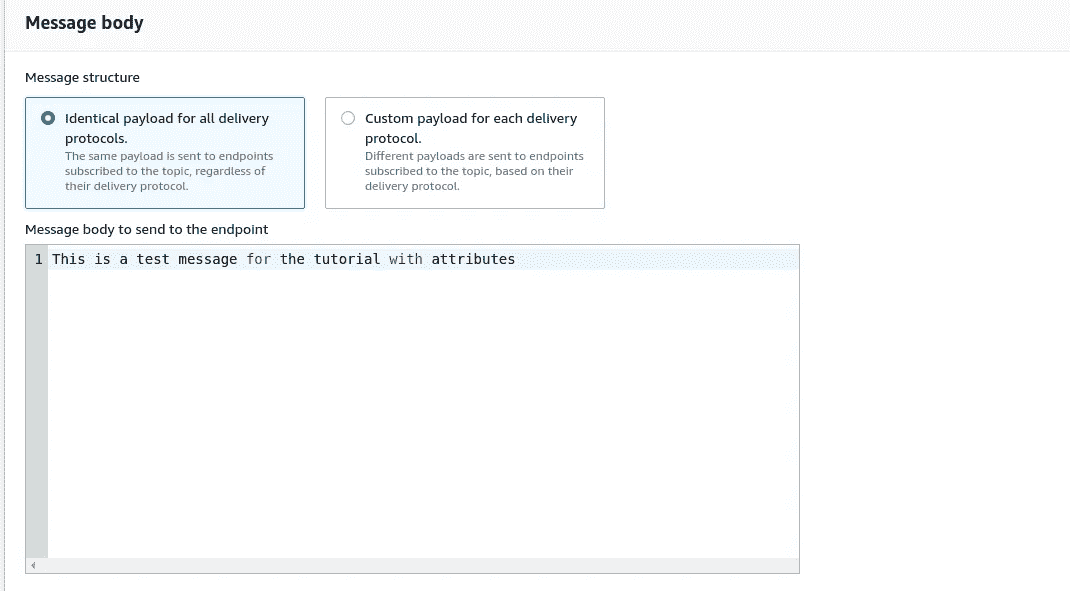 Message body
Message structure
Identical payload for all delivery
protocols.
The same payload is sent to endpoints
subscribed to the topic, regardless of
their delivery protocol.
Custom payload for each delivery
protocol.
Different payloads are sent to endpoints
subscribed to the topic, based on their
delivery protocol.
Message body to send to the endpoint
1 This is a test message for the tutorial with attributes